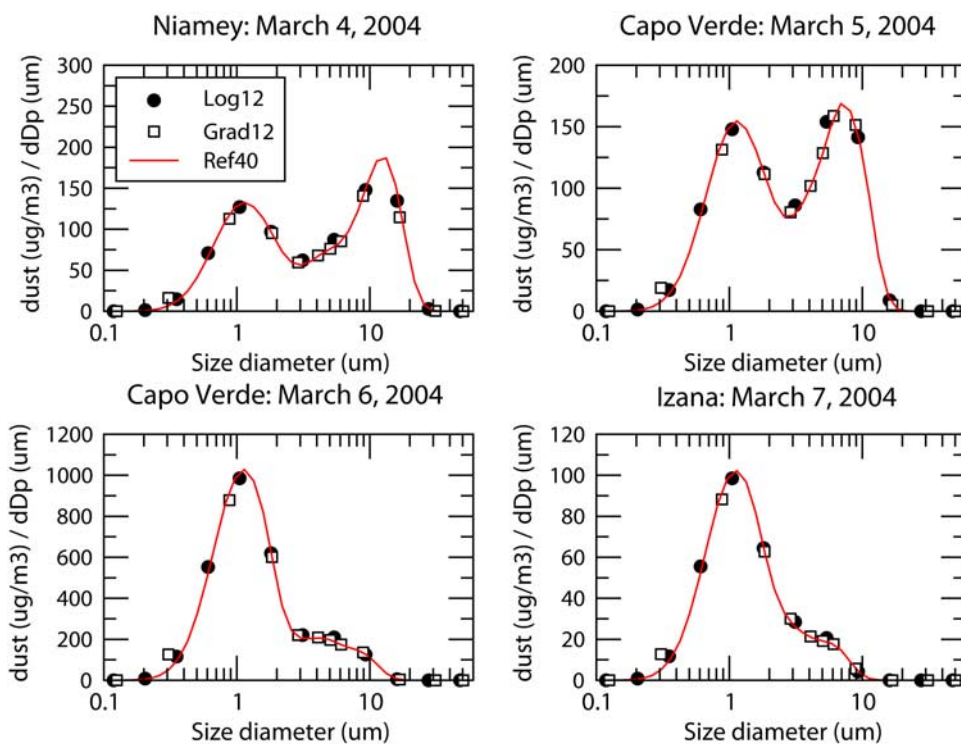 Niamey: March 4, 2004
300
250
200
150
100
50
0
dust (ug/m3) / dDp (um)
Log12
Grad12
Ref40
0.1
1
10
Size diameter (um)
Capo Verde: March 5, 2004
200
150
100
50
0
dust (ug/m3) / dDp (um)
0.1
1
10
Size diameter (um)
Capo Verde: March 6, 2004
1200
1000
800
600
400
200
0
dust (ug/m3) / dDp (um)
0.1
1
10
Size diameter (um)
Izana: March 7, 2004
120
100
80
60
40
20
0
dust (ug/m3) / dDp (um)
0.1
1
10
Size diameter (um)